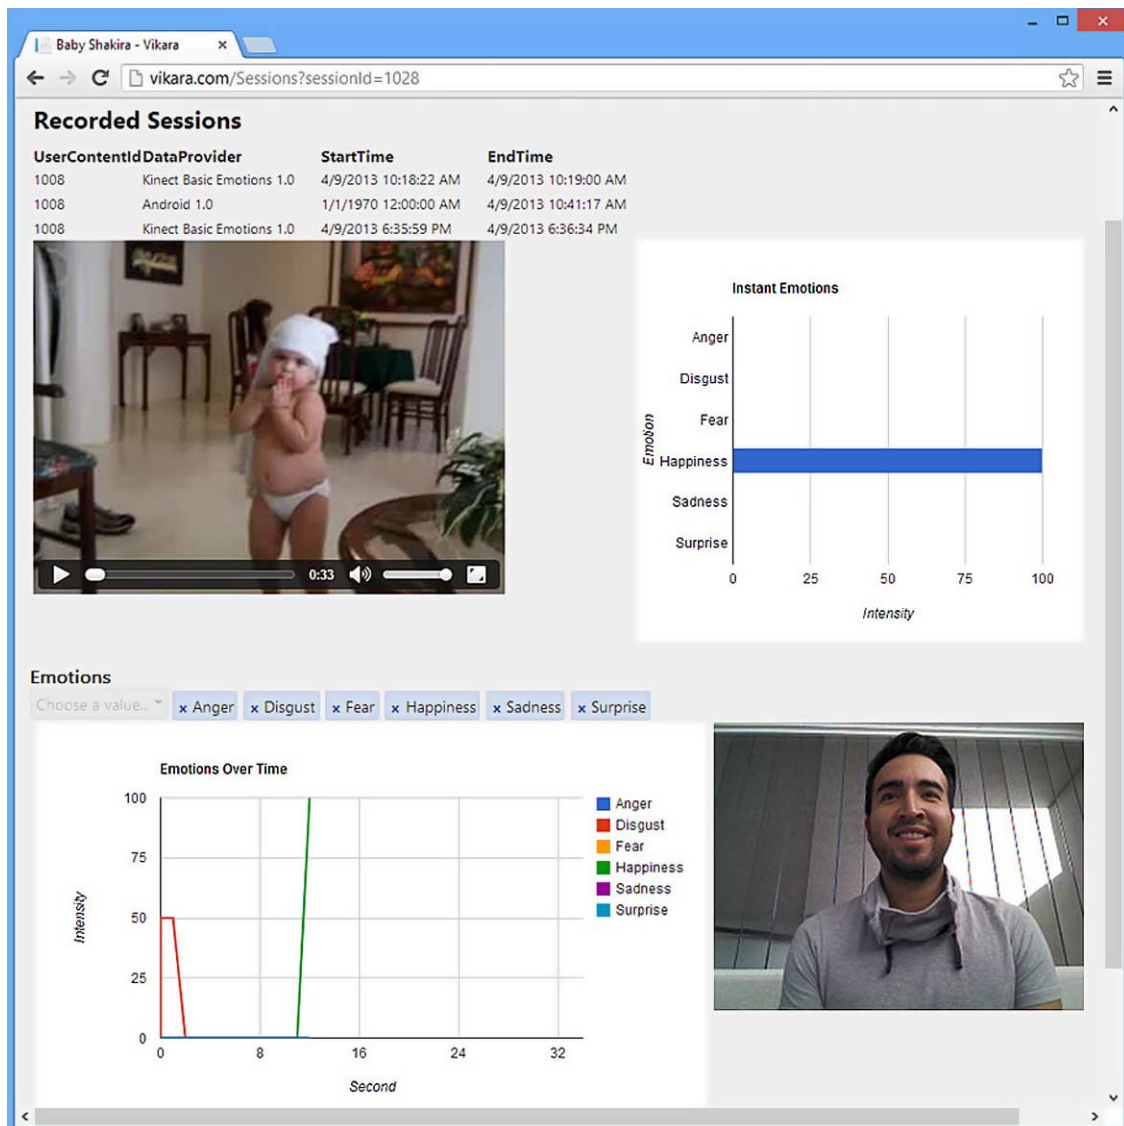 Baby Shakira - Vikara
vikara.com/Sessions?sessionId=1028
Recorded Sessions
UserContentId DataProvider StartTime EndTime
1008 Kinect Basic Emotions 1.0 4/9/2013 10:18:22 AM 4/9/2013 10:19:00 AM
1008 Android 1.0 1/1/1970 12:00:00 AM 4/9/2013 10:41:17 AM
1008 Kinect Basic Emotions 1.0 4/9/2013 6:35:59 PM 4/9/2013 6:36:34 PM
0:33
Instant Emotions
Emotion
Anger
Disgust
Fear
Happiness
Sadness
Surprise
0 25 50 75 100
Intensity
Emotions
Choose a value... x Anger x Disgust x Fear x Happiness x Sadness x Surprise
Emotions Over Time
Intensity
100
75
50
25
0
0 8 16 24 32
Second
Anger
Disgust
Fear
Happiness
Sadness
Surprise